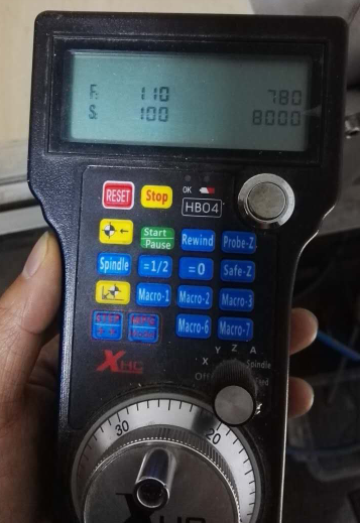 F: 110 780
S: 100 8000
RESET Stop OK HB04
Start Pause Rewind Probe-Z
Spindle =1/2 =0 Safe-Z
Macro-1 Macro-2 Macro-3
Macro-6 Macro-7
XHC
X Y Z A Spindle
Off
30 20